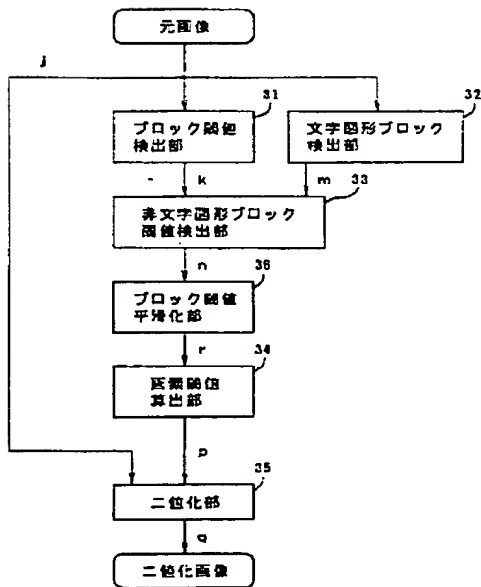 元画像
j
31
32
ブロック閾値
検出部
文字図形ブロック
検出部
k
m
33
非文字図形ブロック
閾値検出部
n
36
ブロック閾値
平滑化部
r
34
画素閾値
算出部
p
35
二値化部
q
二値化画像